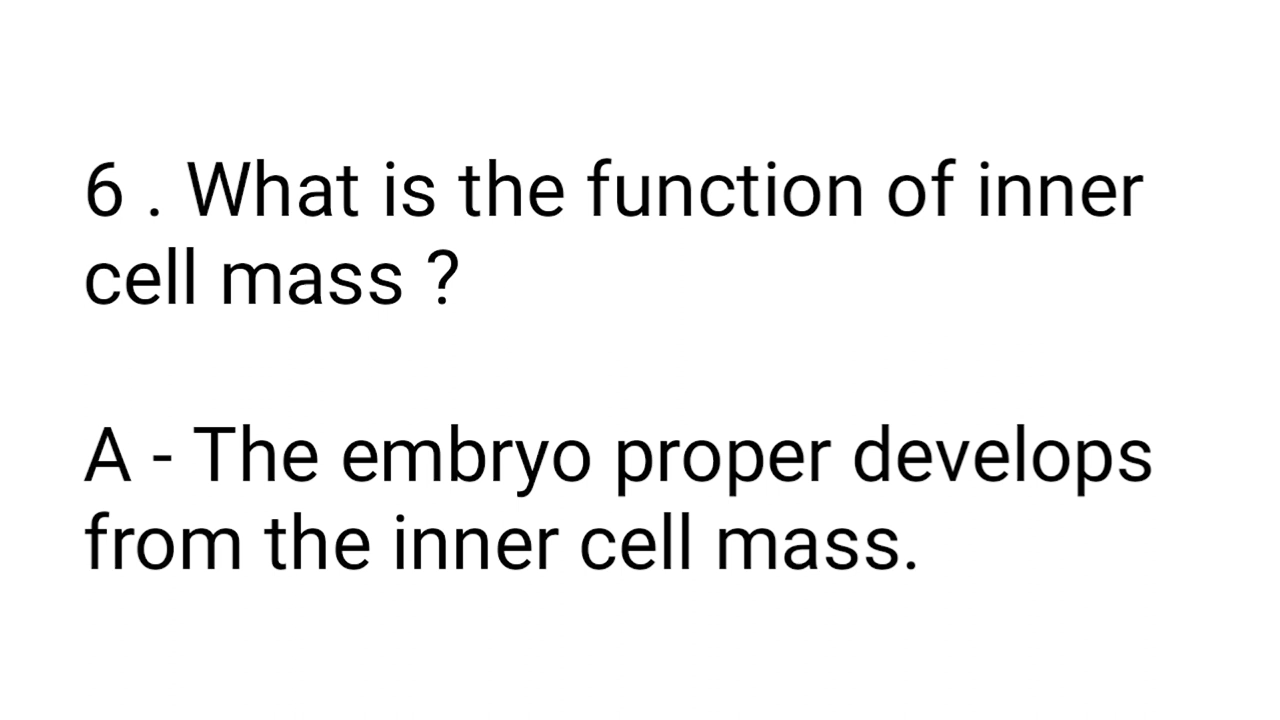 6 . What is the function of inner
cell mass ?
A - The embryo proper develops
from the inner cell mass.